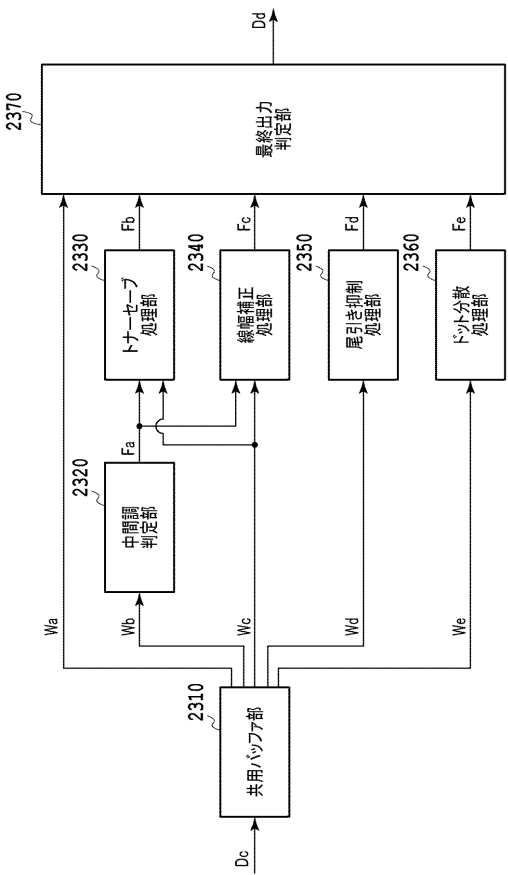 Dc
2310
共用バッファ部
Wa
Wb
Wc
Wd
We
2320
中間調
判定部
Fa
2330
トナーセーブ
処理部
2340
線幅補正
処理部
2350
尾引き抑制
処理部
2360
ドット分散
処理部
Fb
Fc
Fd
Fe
2370
最終出力
判定部
Dd